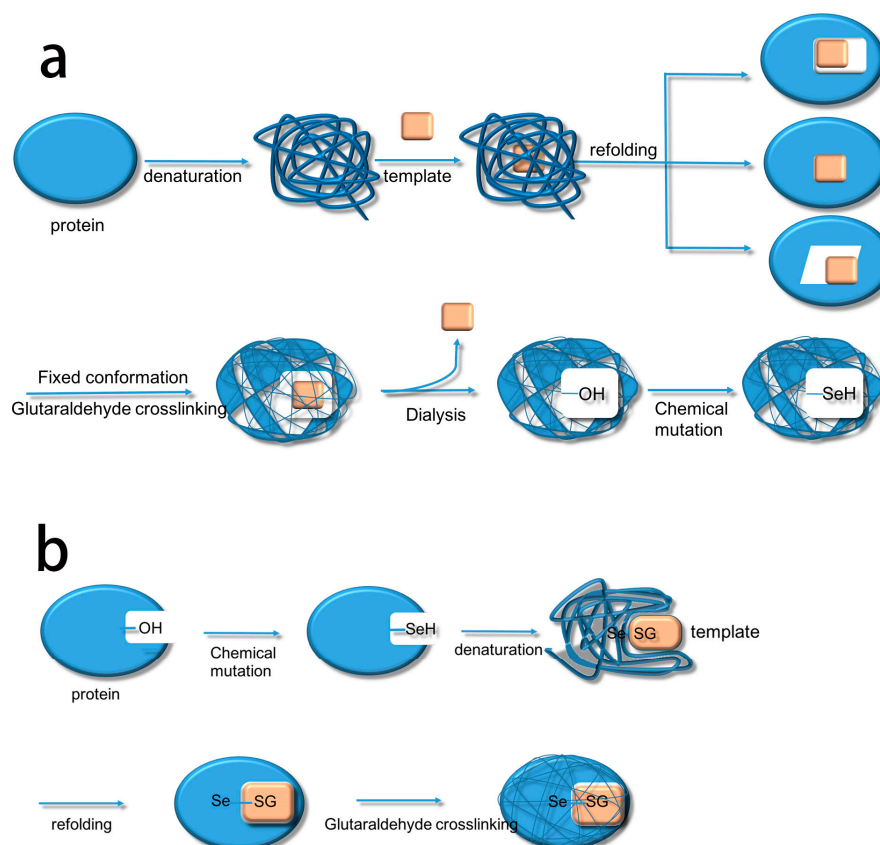 a
protein
denaturation
template
refolding
Fixed conformation
Glutaraldehyde crosslinking
Dialysis
OH
Chemical
mutation
SeH
b
OH
protein
Chemical
mutation
SeH
denaturation
Se SG
template
refolding
Se SG
Glutaraldehyde crosslinking
Se SG